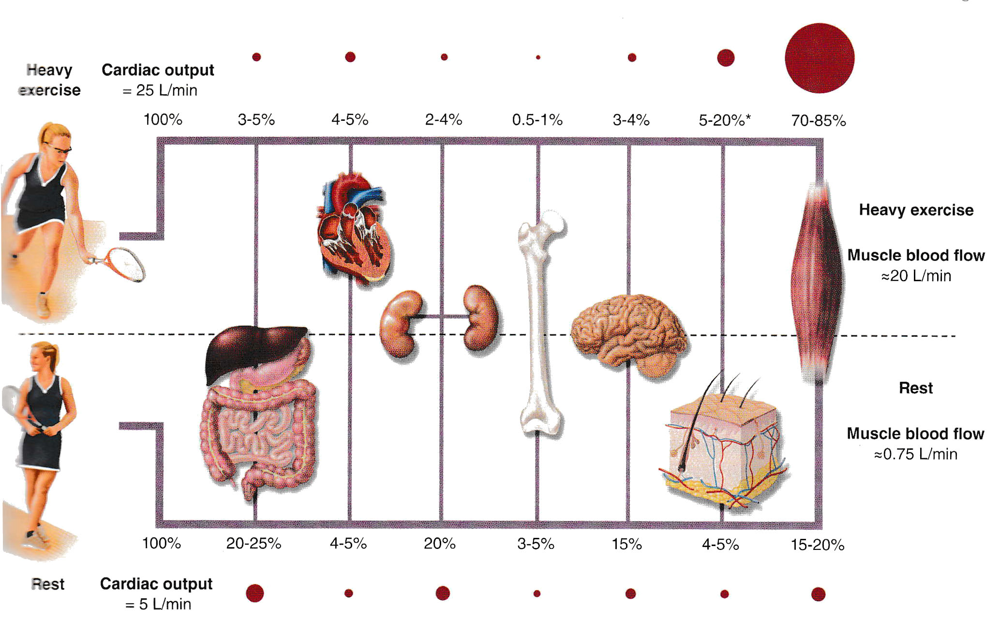 Heavy
exercise
Cardiac output
= 25 L/min
100% 3-5% 4-5% 2-4% 0.5-1% 3-4% 5-20%* 70-85%
Heavy exercise
Muscle blood flow
≈20 L/min
Rest
Muscle blood flow
≈0.75 L/min
100% 20-25% 4-5% 20% 3-5% 15% 4-5% 15-20%
Rest
Cardiac output
= 5 L/min